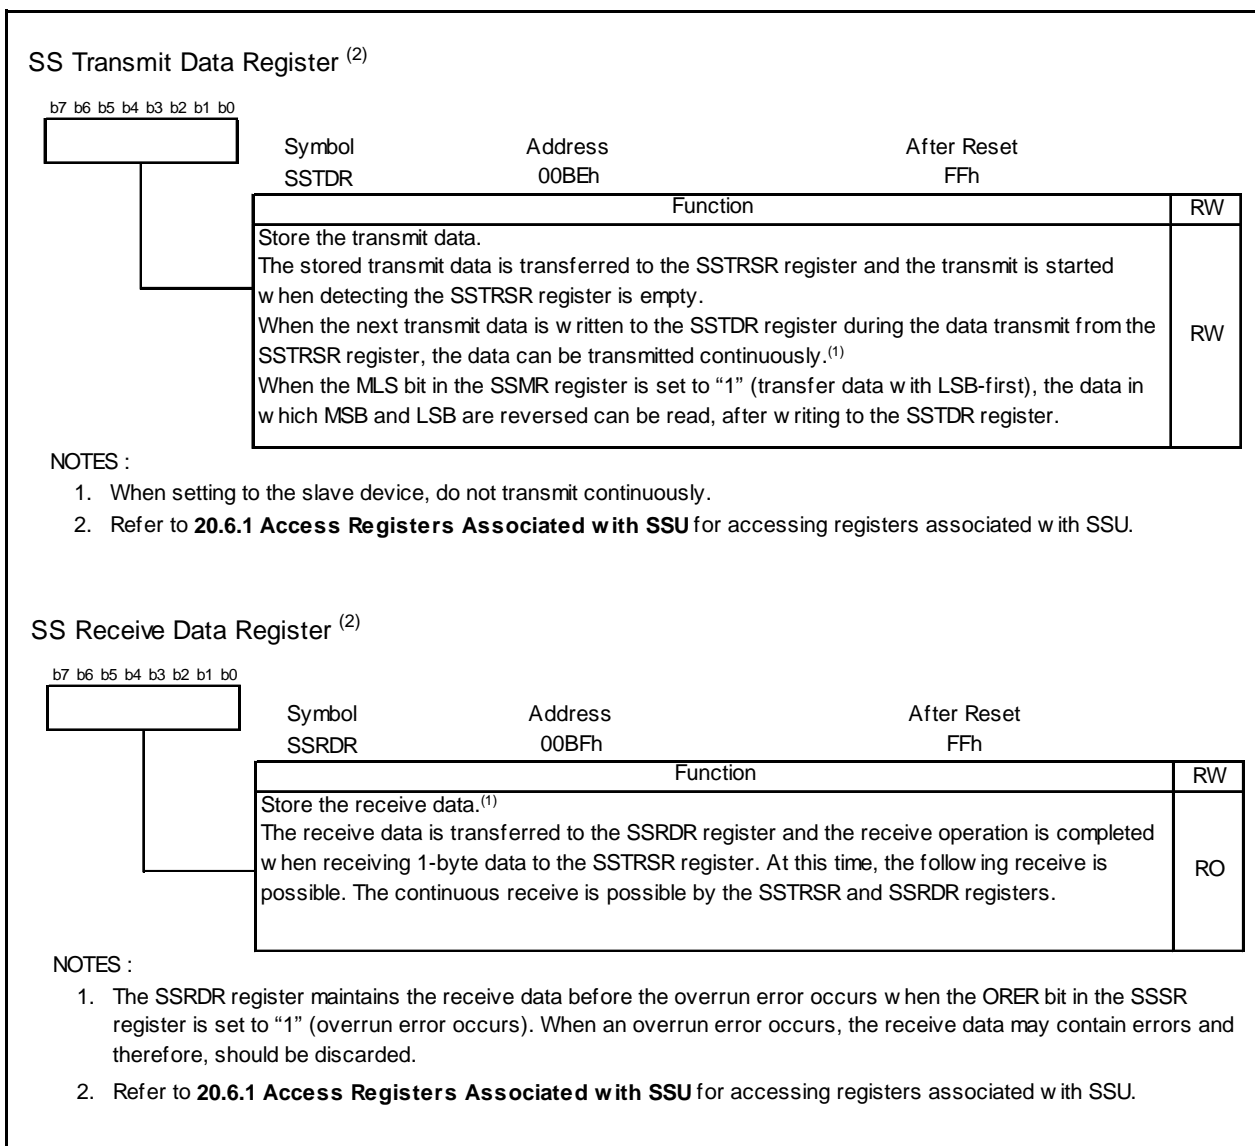 SS Transmit Data Register (2)
b7 b6 b5 b4 b3 b2 b1 b0
Symbol Address After Reset
SSTDR 00BEh FFh
Function RW
Store the transmit data.
The stored transmit data is transferred to the SSTRSR register and the transmit is started
when detecting the SSTRSR register is empty.
When the next transmit data is written to the SSTDR register during the data transmit from the
SSTRSR register, the data can be transmitted continuously.(1)
When the MLS bit in the SSMR register is set to “1” (transfer data with LSB-first), the data in
which MSB and LSB are reversed can be read, after writing to the SSTDR register.
RW
NOTES :
1. When setting to the slave device, do not transmit continuously.
2. Refer to 20.6.1 Access Registers Associated with SSU for accessing registers associated with SSU.
SS Receive Data Register (2)
b7 b6 b5 b4 b3 b2 b1 b0
Symbol Address After Reset
SSRDR 00BFh FFh
Function RW
Store the receive data.(1)
The receive data is transferred to the SSRDR register and the receive operation is completed
when receiving 1-byte data to the SSTRSR register. At this time, the following receive is
possible. The continuous receive is possible by the SSTRSR and SSRDR registers.
RO
NOTES :
1. The SSRDR register maintains the receive data before the overrun error occurs when the ORER bit in the SSSR
register is set to “1” (overrun error occurs). When an overrun error occurs, the receive data may contain errors and
therefore, should be discarded.
2. Refer to 20.6.1 Access Registers Associated with SSU for accessing registers associated with SSU.